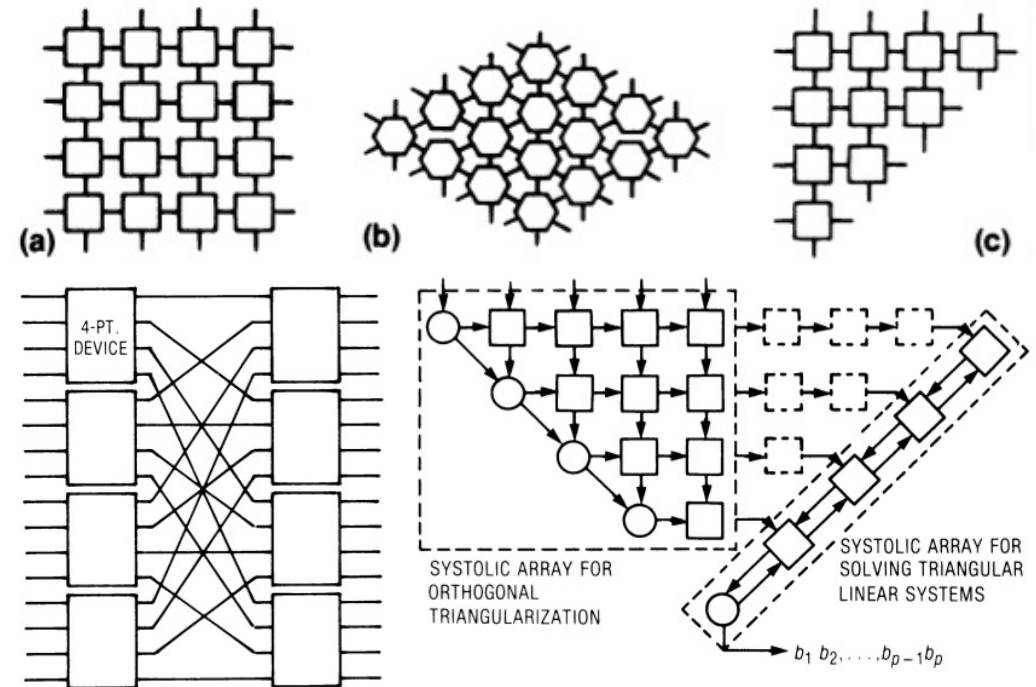 (a)
(b)
(c)
4-PT.
DEVICE
SYSTOLIC ARRAY FOR
ORTHOGONAL
TRIANGULARIZATION
SYSTOLIC ARRAY FOR
SOLVING TRIANGULAR
LINEAR SYSTEMS
b₁ b₂, . . . ,bₚ₋₁bₚ